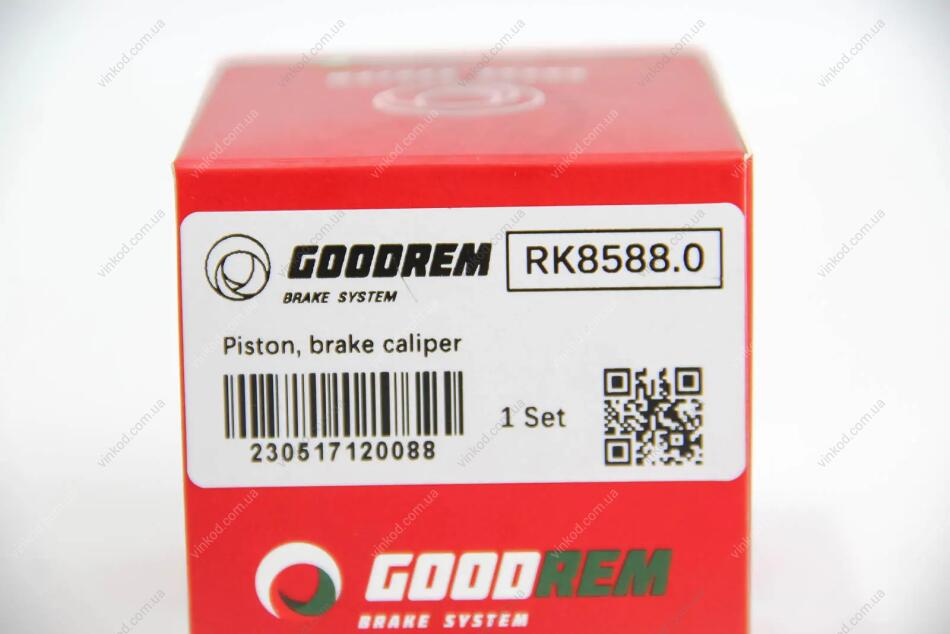 GOODREM
BRAKE SYSTEM
RK8588.0
Piston, brake caliper
230517120088
1 Set
GOODREM
BRAKE SYSTEM
vinkod.com.ua